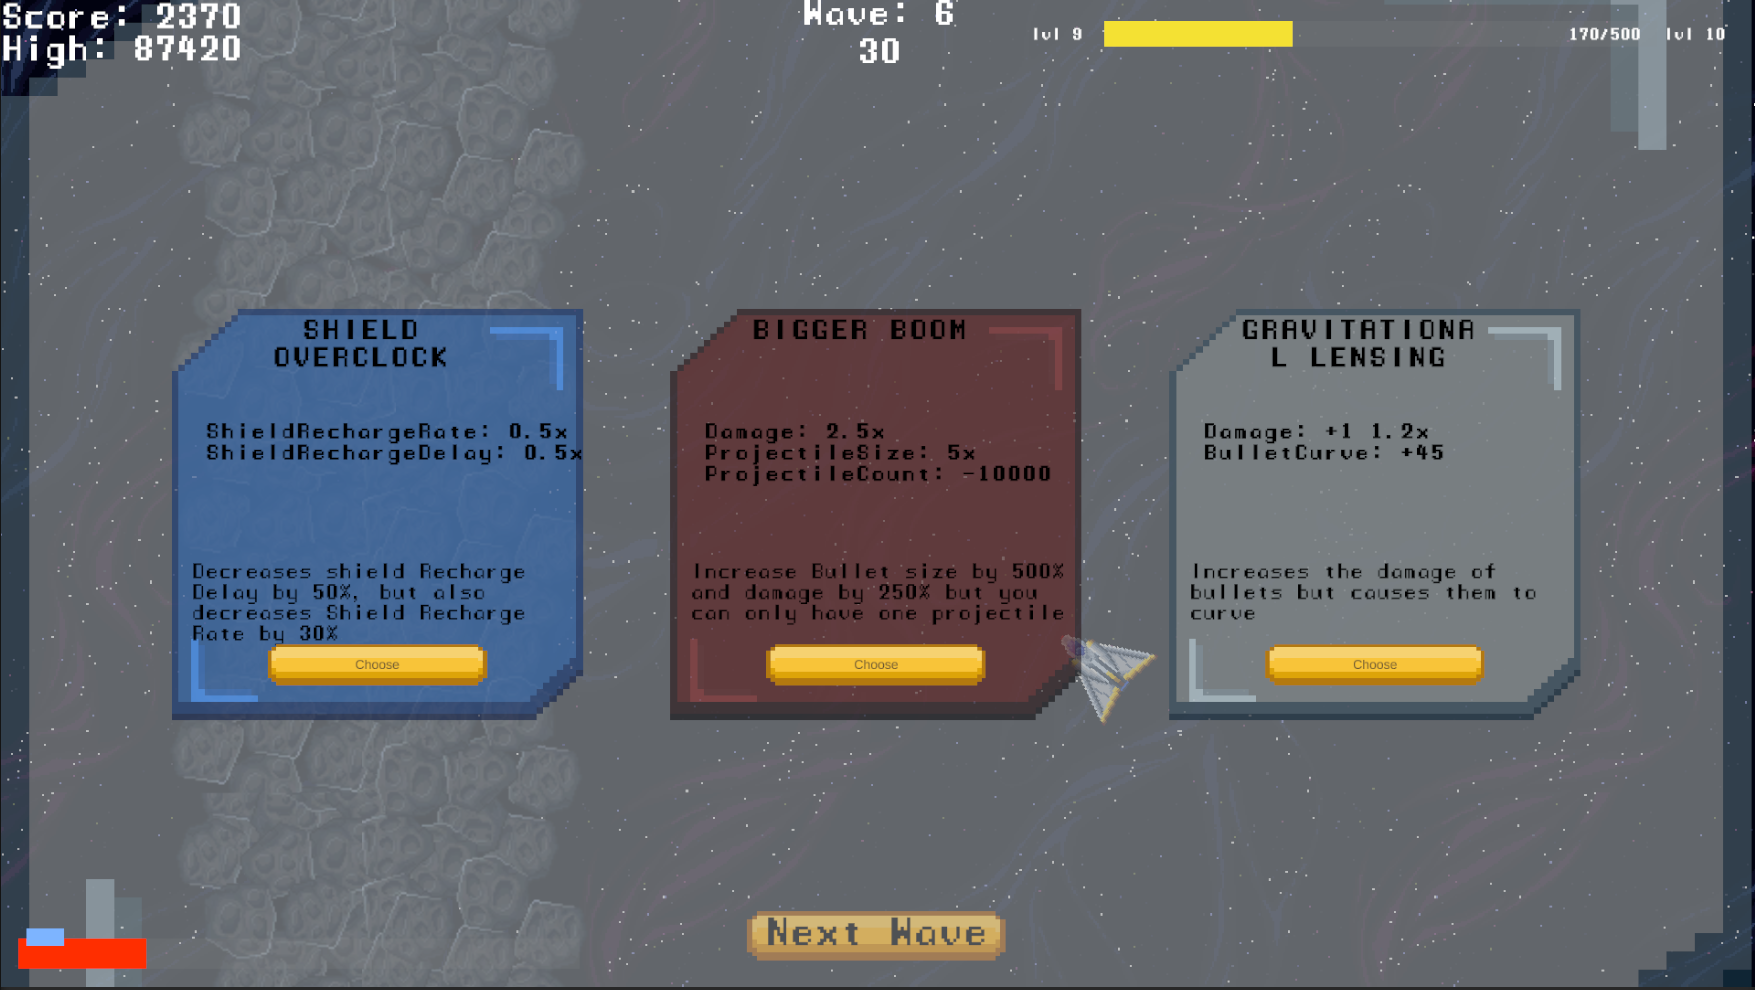 Score: 2370
High: 87420
Wave: 6
30
lvl 9
170/500
lvl 10
SHIELD
OVERCLOCK
ShieldRechargeRate: 0.5x
ShieldRechargeDelay: 0.5x
Decreases shield Recharge
Delay by 50%, but also
decreases Shield Recharge
Rate by 30%
Choose
BIGGER BOOM
Damage: 2.5x
ProjectileSize: 5x
ProjectileCount: -10000
Increase Bullet size by 500%
and damage by 250% but you
can only have one projectile
Choose
GRAVITATIONA
L LENSING
Damage: +1 1.2x
BulletCurve: +45
Increases the damage of
bullets but causes them to
curve
Choose
Next Wave